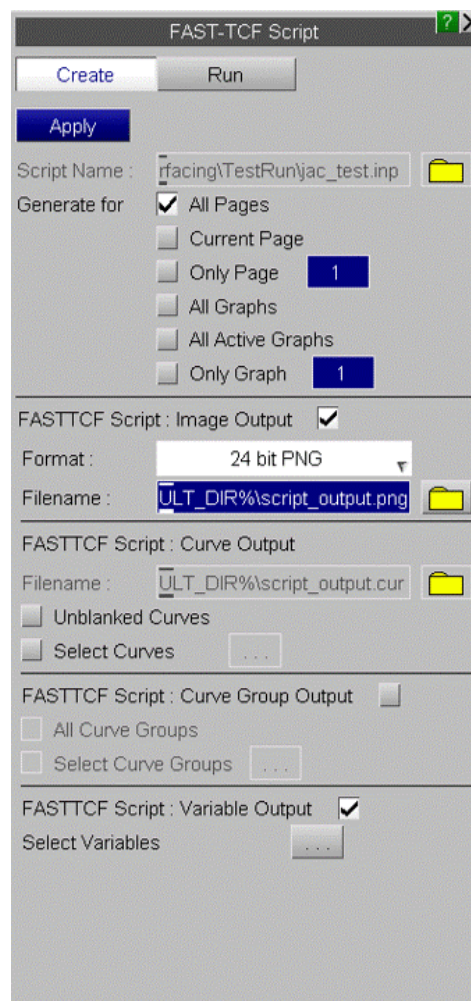 FAST-TCF Script ? X
Create Run
Apply
Script Name : rfacing\TestRun\jac_test.inp
Generate for All Pages
Current Page
Only Page 1
All Graphs
All Active Graphs
Only Graph 1
FASTTCF Script : Image Output
Format : 24 bit PNG
Filename : ULT_DIR%\script_output.png
FASTTCF Script : Curve Output
Filename : ULT_DIR%\script_output.cur
Unblanked Curves
Select Curves ...
FASTTCF Script : Curve Group Output
All Curve Groups
Select Curve Groups ...
FASTTCF Script : Variable Output
Select Variables ...